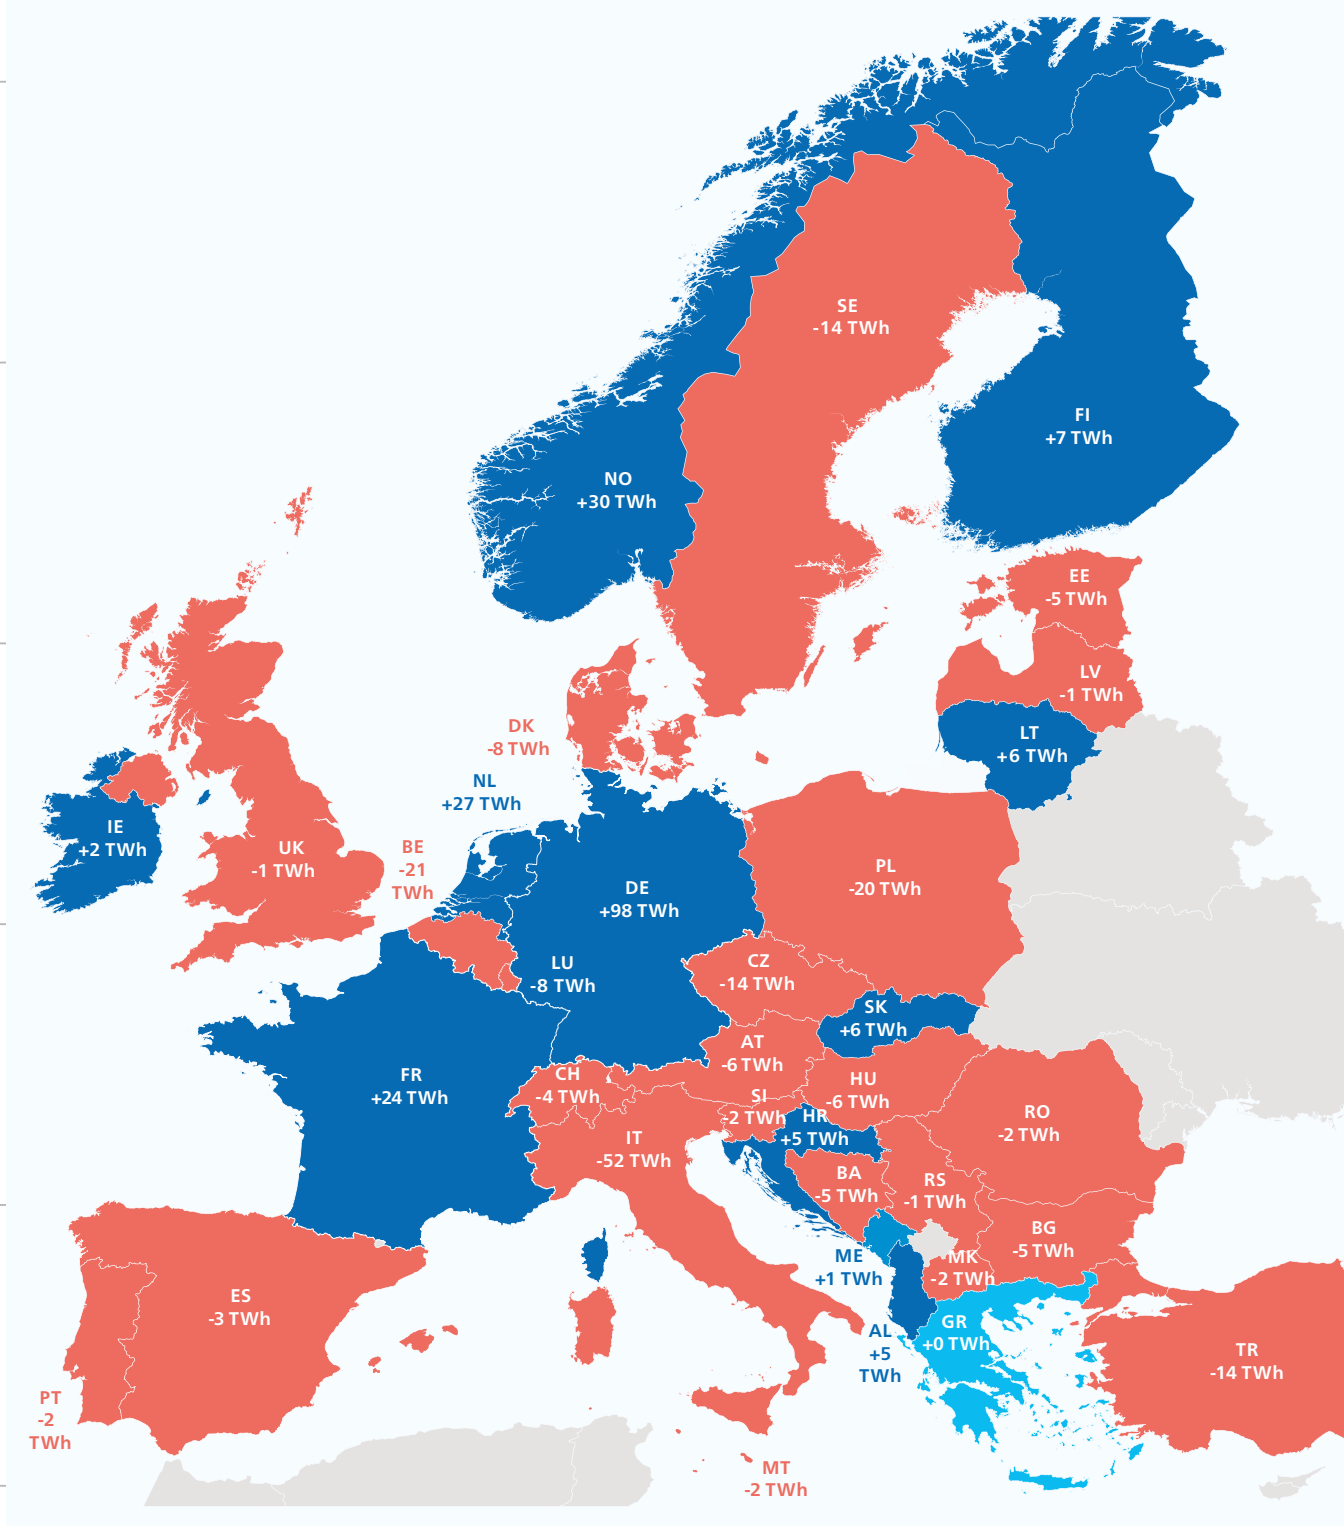 SE
-14 TWh
FI
+7 TWh
NO
+30 TWh
EE
-5 TWh
LV
-1 TWh
DK
-8 TWh
LT
+6 TWh
NL
+27 TWh
IE
+2 TWh
UK
-1 TWh
BE
-21
TWh
PL
-20 TWh
DE
+98 TWh
LU
-8 TWh
CZ
-14 TWh
SK
+6 TWh
AT
-6 TWh
FR
+24 TWh
CH
-4 TWh
HU
-6 TWh
SI
-2 TWh
HR
+5 TWh
RO
-2 TWh
IT
-52 TWh
BA
-5 TWh
RS
-1 TWh
BG
-5 TWh
ME
+1 TWh
MK
-2 TWh
ES
-3 TWh
AL
+5
TWh
GR
+0 TWh
TR
-14 TWh
PT
-2
TWh
MT
-2 TWh